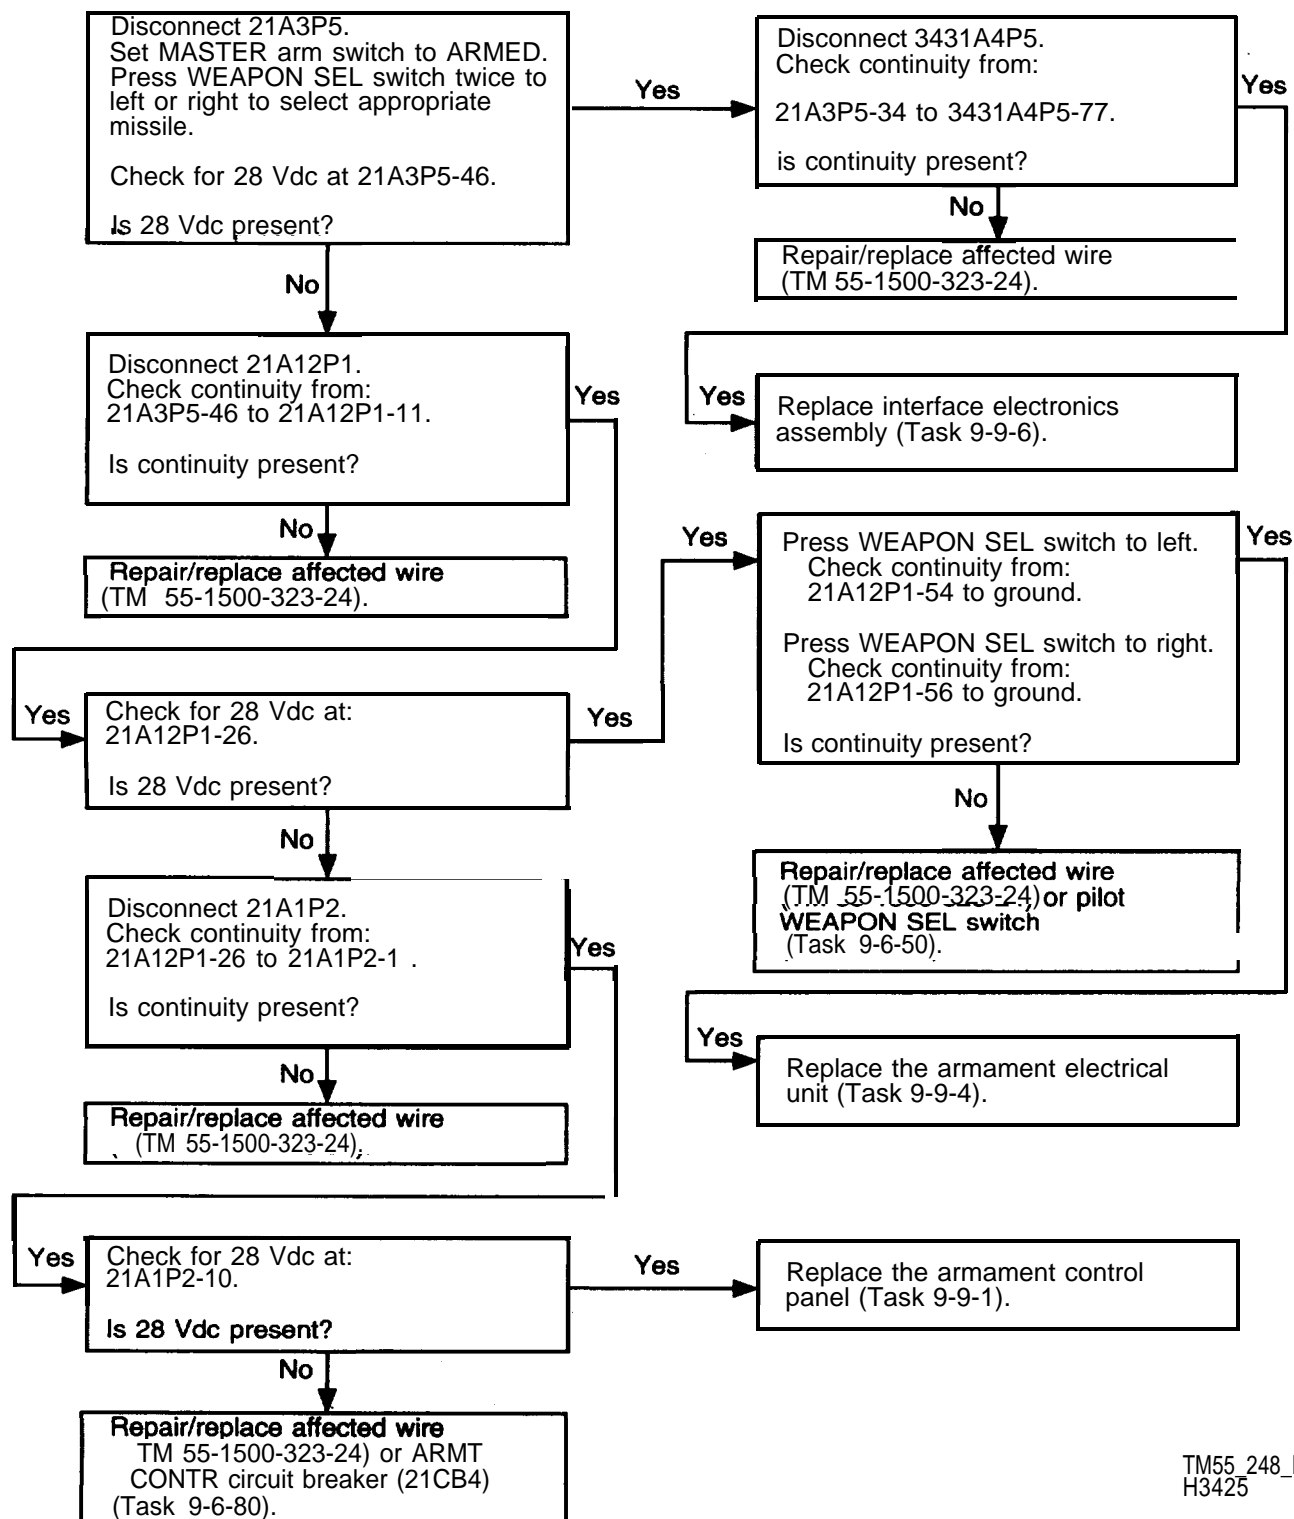 Disconnect 21A3P5.
Set MASTER arm switch to ARMED.
Press WEAPON SEL switch twice to
left or right to select appropriate
missile.
Check for 28 Vdc at 21A3P5-46.
Is 28 Vdc present?
Yes
Disconnect 3431A4P5.
Check continuity from:
21A3P5-34 to 3431A4P5-77.
is continuity present?
Yes
No
Repair/replace affected wire
(TM 55-1500-323-24).
Yes
Replace interface electronics
assembly (Task 9-9-6).
No
Disconnect 21A12P1.
Check continuity from:
21A3P5-46 to 21A12P1-11.
Is continuity present?
Yes
No
Repair/replace affected wire
(TM 55-1500-323-24).
Yes
Check for 28 Vdc at:
21A12P1-26.
Is 28 Vdc present?
Yes
Yes
Press WEAPON SEL switch to left.
Check continuity from:
21A12P1-54 to ground.
Press WEAPON SEL switch to right.
Check continuity from:
21A12P1-56 to ground.
Is continuity present?
Yes
No
Repair/replace affected wire
(TM 55-1500-323-24) or pilot
WEAPON SEL switch
(Task 9-6-50).
Yes
Replace the armament electrical
unit (Task 9-9-4).
No
Disconnect 21A1P2.
Check continuity from:
21A12P1-26 to 21A1P2-1 .
Is continuity present?
Yes
No
Repair/replace affected wire
(TM 55-1500-323-24).
Yes
Check for 28 Vdc at:
21A1P2-10.
Is 28 Vdc present?
Yes
Replace the armament control
panel (Task 9-9-1).
No
Repair/replace affected wire
TM 55-1500-323-24) or ARMT
CONTR circuit breaker (21CB4)
(Task 9-6-80).
TM55_248_
H3425